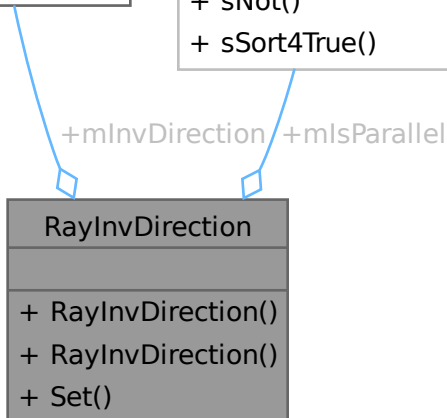 + sNot()
+ sSort4True()
+mInvDirection
+mIsParallel
RayInvDirection
+ RayInvDirection()
+ RayInvDirection()
+ Set()